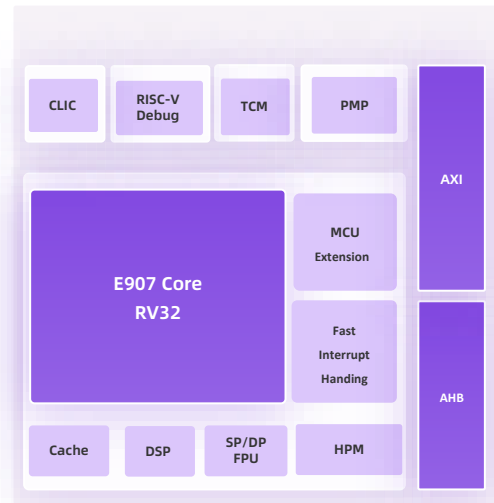 CLIC
RISC-V
Debug
TCM
PMP
AXI
E907 Core
RV32
MCU
Extension
Fast
Interrupt
Handing
AHB
Cache
DSP
SP/DP
FPU
HPM